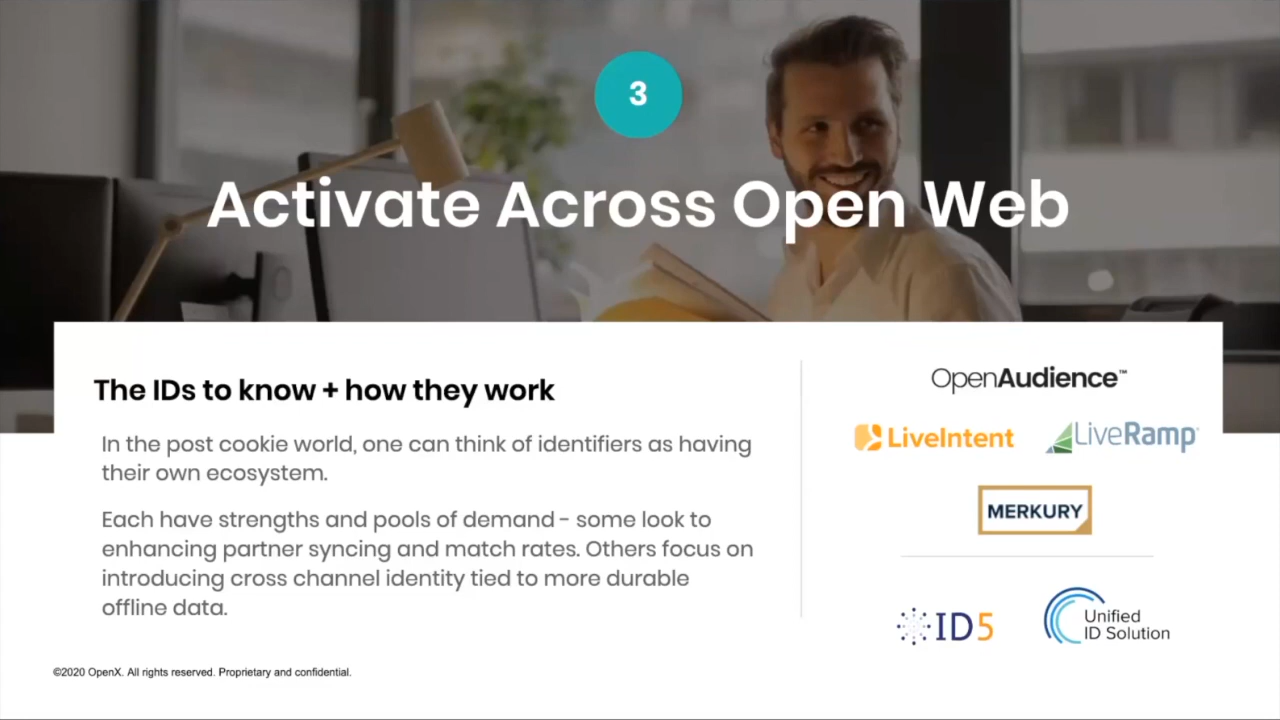 3
Activate Across Open Web
The IDs to know + how they work
In the post cookie world, one can think of identifiers as having
their own ecosystem.
Each have strengths and pools of demand - some look to
enhancing partner syncing and match rates. Others focus on
introducing cross channel identity tied to more durable
offline data.
OpenAudience™
LiveIntent
LiveRamp
MERKURY
ID5
Unified
ID Solution
©2020 OpenX. All rights reserved. Proprietary and confidential.